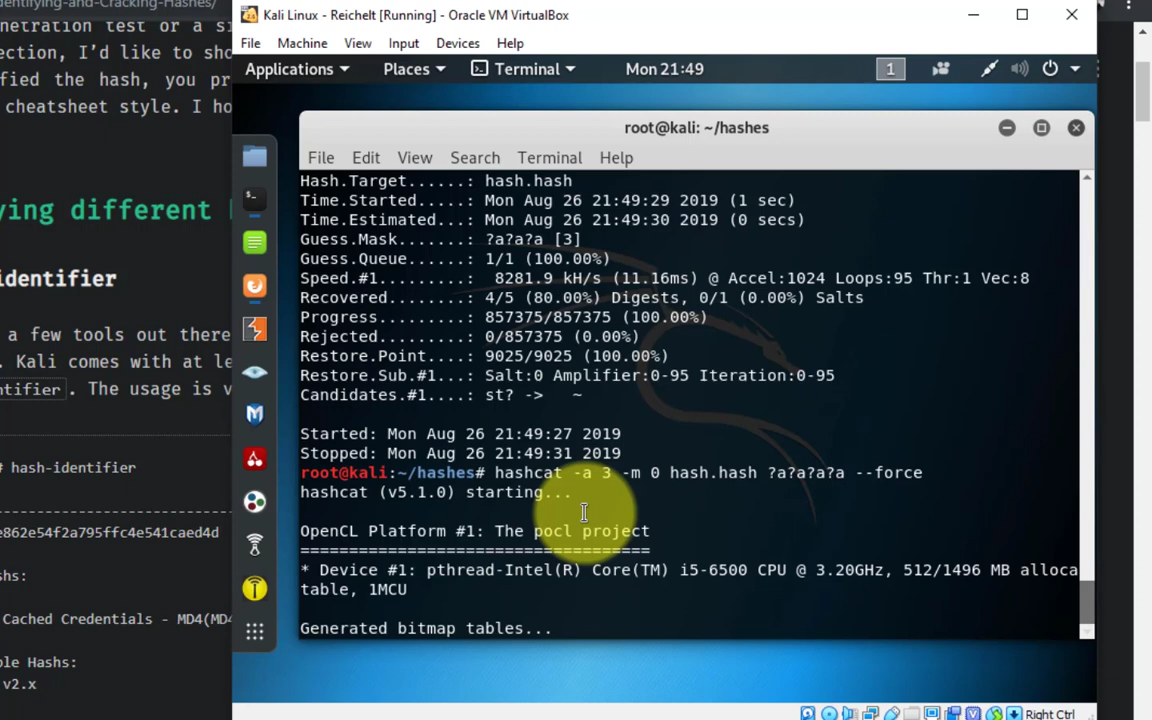 entifying-and-Cracking-Hashes/
netration test or a si
ection, I'd like to sho
fied the hash, you pr
cheatsheet style. I ho
ying different
identifier
a few tools out there
. Kali comes with at le
ntifier . The usage is v
# hash-identifier
e862e54f2a795ffc4e541caed4d
shs:
Cached Credentials - MD4(MD4
le Hashes:
v2.x
Kali Linux - Reichelt [Running] - Oracle VM VirtualBox
File Machine View Input Devices Help
Applications Places Terminal Mon 21:49 1
root@kali: ~/hashes
File Edit View Search Terminal Help
Hash.Target......: hash.hash
Time.Started.....: Mon Aug 26 21:49:29 2019 (1 sec)
Time.Estimated...: Mon Aug 26 21:49:30 2019 (0 secs)
Guess.Mask.......: ?a?a?a [3]
Guess.Queue......: 1/1 (100.00%)
Speed.#1.........:  8281.9 kH/s (11.16ms) @ Accel:1024 Loops:95 Thr:1 Vec:8
Recovered........: 4/5 (80.00%) Digests, 0/1 (0.00%) Salts
Progress.........: 857375/857375 (100.00%)
Rejected.........: 0/857375 (0.00%)
Restore.Point....: 9025/9025 (100.00%)
Restore.Sub.#1...: Salt:0 Amplifier:0-95 Iteration:0-95
Candidates.#1....: st? ->   ~
Started: Mon Aug 26 21:49:27 2019
Stopped: Mon Aug 26 21:49:31 2019
root@kali:~/hashes# hashcat -a 3 -m 0 hash.hash ?a?a?a?a --force
hashcat (v5.1.0) starting...
OpenCL Platform #1: The pocl project
====================================
* Device #1: pthread-Intel(R) Core(TM) i5-6500 CPU @ 3.20GHz, 512/1496 MB alloca
table, 1MCU
Generated bitmap tables...
Right Ctrl